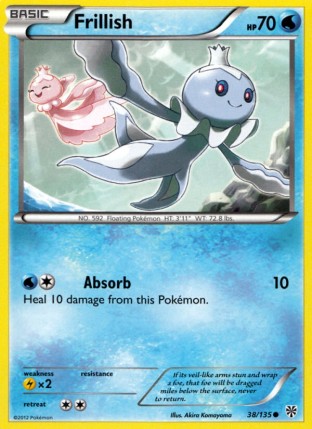 BASIC
Frillish
HP70
NO. 592 Floating Pokémon. HT: 3'11" WT: 72.8 lbs.
Absorb 10
Heal 10 damage from this Pokémon.
weakness resistance
×2
retreat
If its veil-like arms stun and wrap
a foe, that foe will be dragged
miles below the surface, never
to return.
©2012 Pokémon
Illus. Akira Komayama
38/135